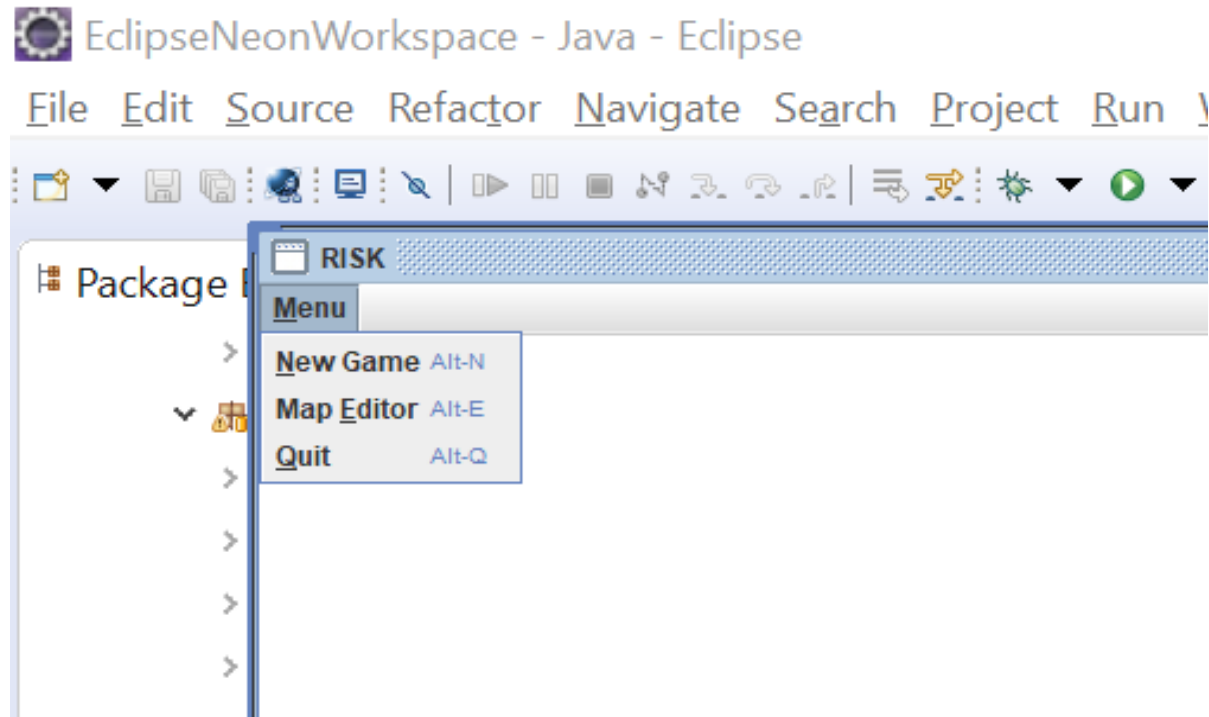 EclipseNeonWorkspace - Java - Eclipse
File Edit Source Refactor Navigate Search Project Run
Package
RISK
Menu
New Game Alt-N
Map Editor Alt-E
Quit Alt-Q